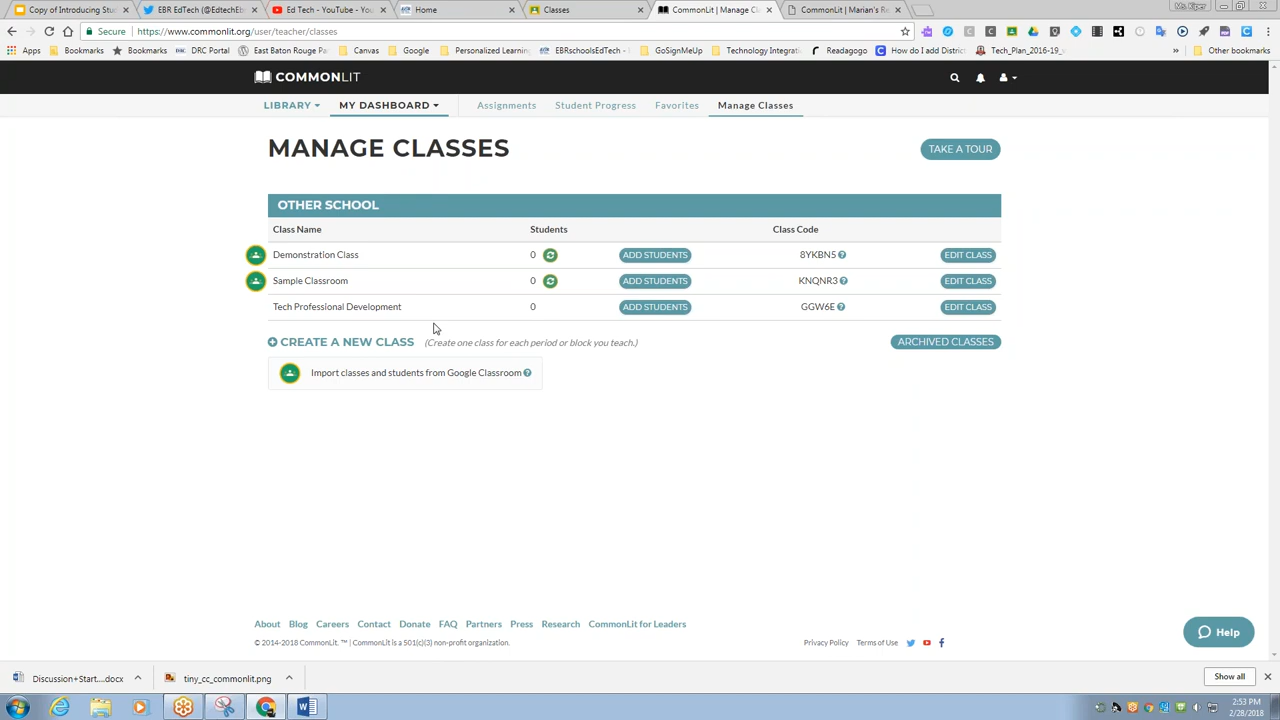 Copy of Introducing Stu
EBR EdTech (@EdtechEb
Ed Tech - YouTube - You
Home
Classes
CommonLit | Manage Cl
CommonLit | Marian's R
Ms. Olper
Secure | https://www.commonlit.org/user/teacher/classes
Apps Bookmarks Bookmarks DRC Portal East Baton Rouge Pa Canvas Google Personalized Learnin EBRschoolsEdTech - GoSignMeUp Technology Integrati Readagogo How do I add Distric Tech_Plan_2016-19_ » Other bookmarks
COMMONLIT
LIBRARY MY DASHBOARD Assignments Student Progress Favorites Manage Classes
MANAGE CLASSES
TAKE A TOUR
OTHER SCHOOL
Class Name Students Class Code
Demonstration Class 0 ADD STUDENTS 8YKBN5 ? EDIT CLASS
Sample Classroom 0 ADD STUDENTS KNQNR3 ? EDIT CLASS
Tech Professional Development 0 ADD STUDENTS GGW6E ? EDIT CLASS
CREATE A NEW CLASS (Create one class for each period or block you teach.) ARCHIVED CLASSES
Import classes and students from Google Classroom ?
About Blog Careers Contact Donate FAQ Partners Press Research CommonLit for Leaders
© 2014-2018 CommonLit. ™ | CommonLit is a 501(c)(3) non-profit organization. Privacy Policy Terms of Use
Help
Discussion+Start....docx
tiny_cc_commonlit.png
Show all
2:53 PM
2/28/2018